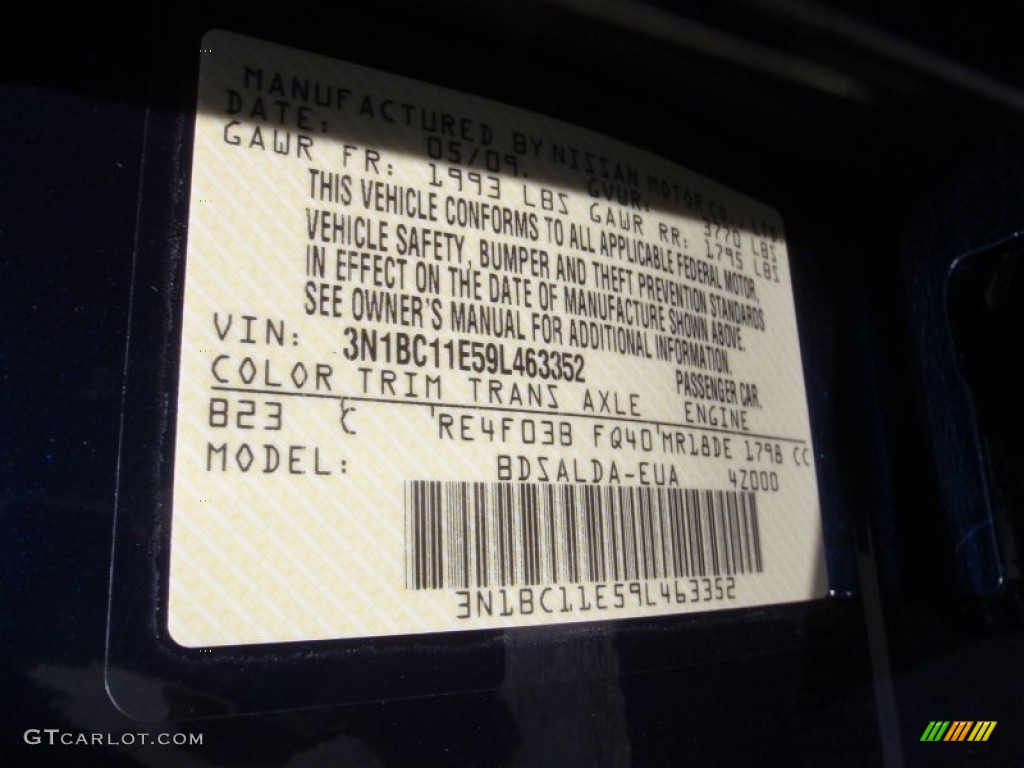 MANUFACTURED BY NISSAN MOTOR CO., LTD.
DATE: 05/09. GVWR: 3770 LBS
GAWR FR: 1993 LBS GAWR RR: 1795 LBS
THIS VEHICLE CONFORMS TO ALL APPLICABLE FEDERAL MOTOR
VEHICLE SAFETY, BUMPER AND THEFT PREVENTION STANDARDS
IN EFFECT ON THE DATE OF MANUFACTURE SHOWN ABOVE.
SEE OWNER'S MANUAL FOR ADDITIONAL INFORMATION.
VIN: 3N1BC11E59L463352 PASSENGER CAR.
COLOR TRIM TRANS AXLE ENGINE
B23 C RE4F03B FQ40 MR18DE 1798 CC
MODEL: BDSALDA-EUA 4Z000
3N1BC11E59L463352
GTCARLOT.COM